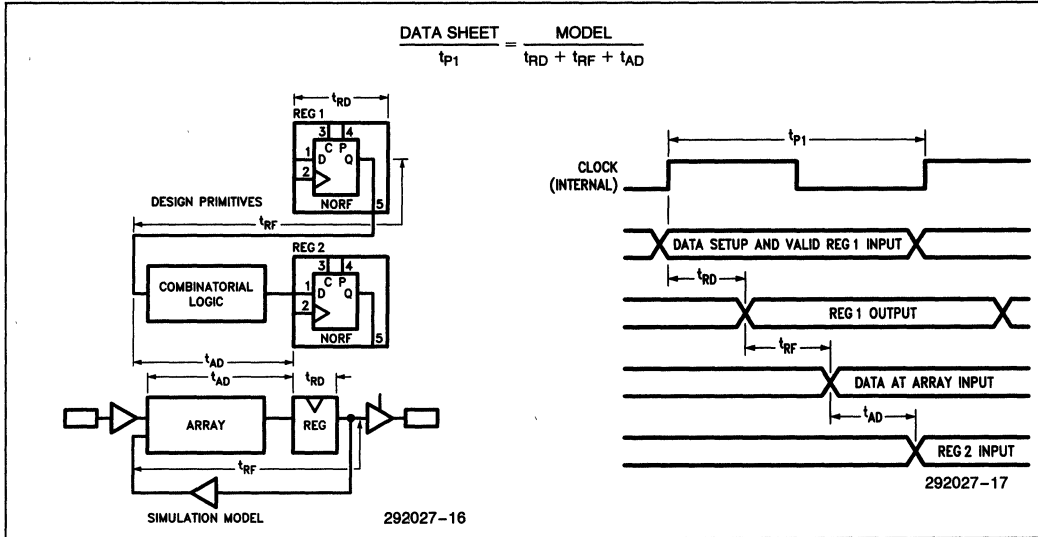 DATA SHEET / tP1 = MODEL / tRD + tRF + tAD
tRD
REG 1
3 4
1 D C P Q
2
NORF 5
DESIGN PRIMITIVES
tRF
REG 2
3 4
COMBINATORIAL LOGIC
1 D C P Q
2
NORF 5
tAD
tAD
tRD
ARRAY
REG
tRF
SIMULATION MODEL
292027-16
tP1
CLOCK
(INTERNAL)
DATA SETUP AND VALID REG 1 INPUT
tRD
REG 1 OUTPUT
tRF
DATA AT ARRAY INPUT
tAD
REG 2 INPUT
292027-17